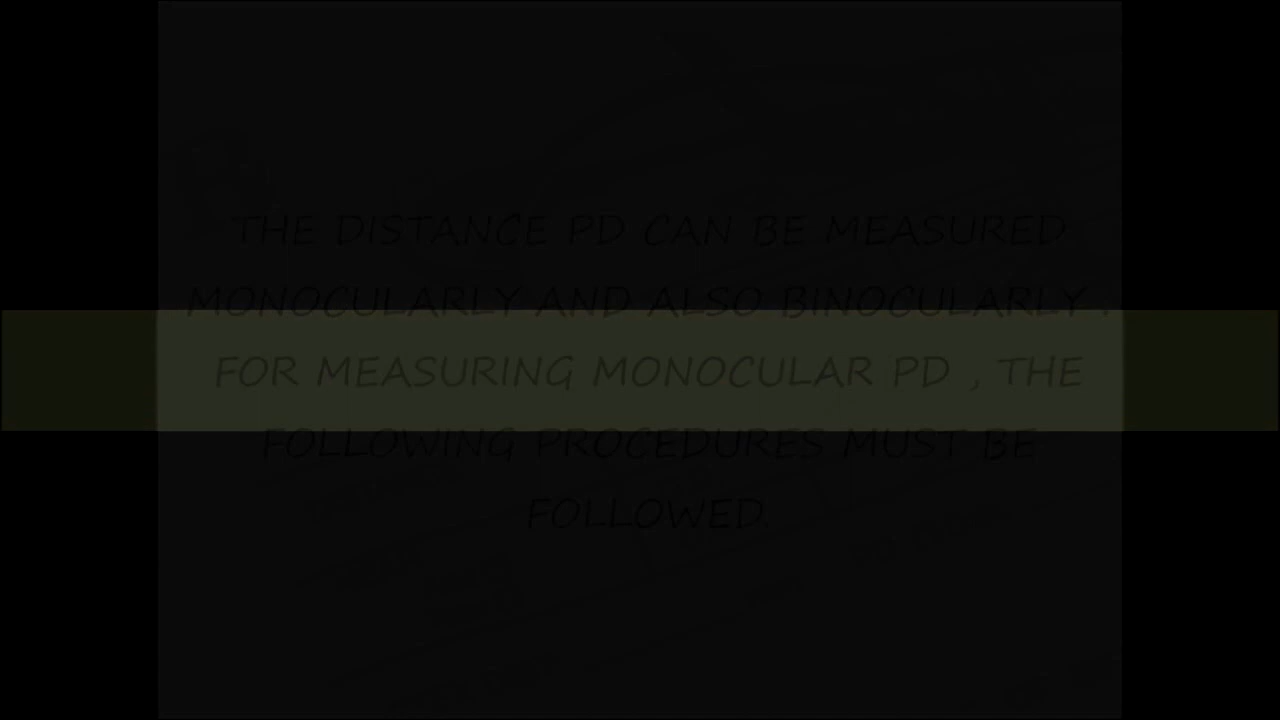 THE DISTANCE PD CAN BE MEASURED
MONOCULARLY AND ALSO BINOCULARLY .
FOR MEASURING MONOCULAR PD , THE
FOLLOWING PROCEDURES MUST BE
FOLLOWED.